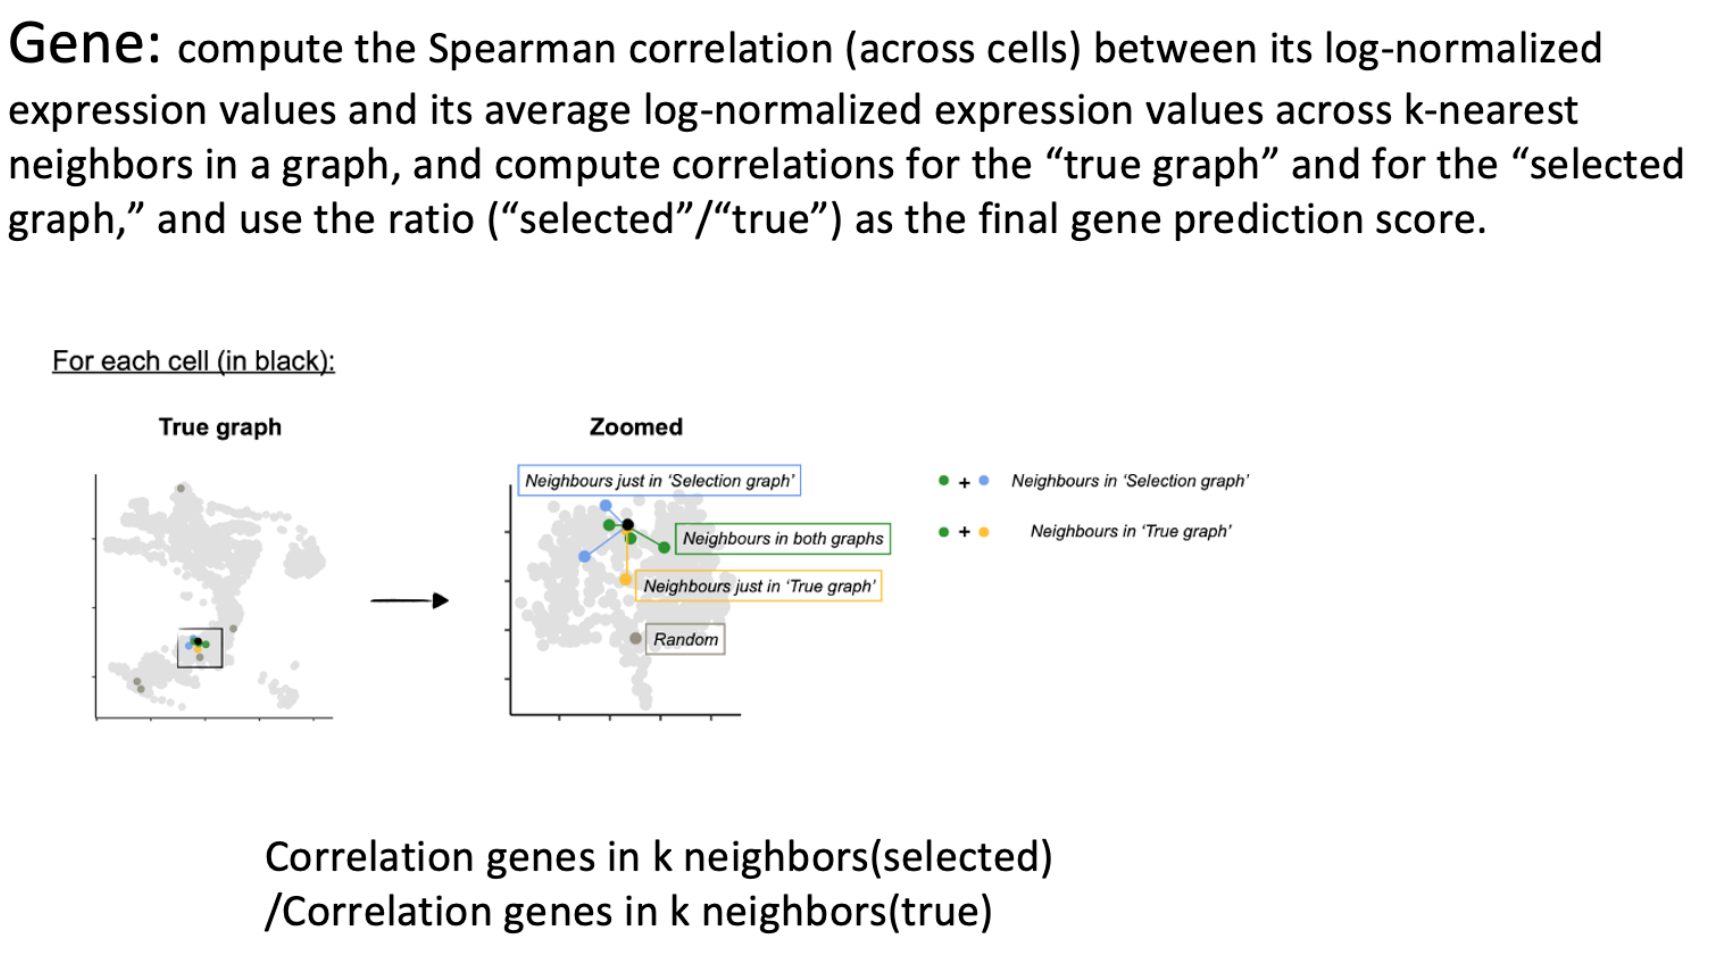 Gene: compute the Spearman correlation (across cells) between its log-normalized
expression values and its average log-normalized expression values across k-nearest
neighbors in a graph, and compute correlations for the “true graph” and for the “selected
graph,” and use the ratio (“selected”/“true”) as the final gene prediction score.
For each cell (in black):
True graph
Zoomed
Neighbours just in ‘Selection graph’
Neighbours in both graphs
Neighbours just in ‘True graph’
Random
+ Neighbours in ‘Selection graph’
+ Neighbours in ‘True graph’
Correlation genes in k neighbors(selected)
/Correlation genes in k neighbors(true)